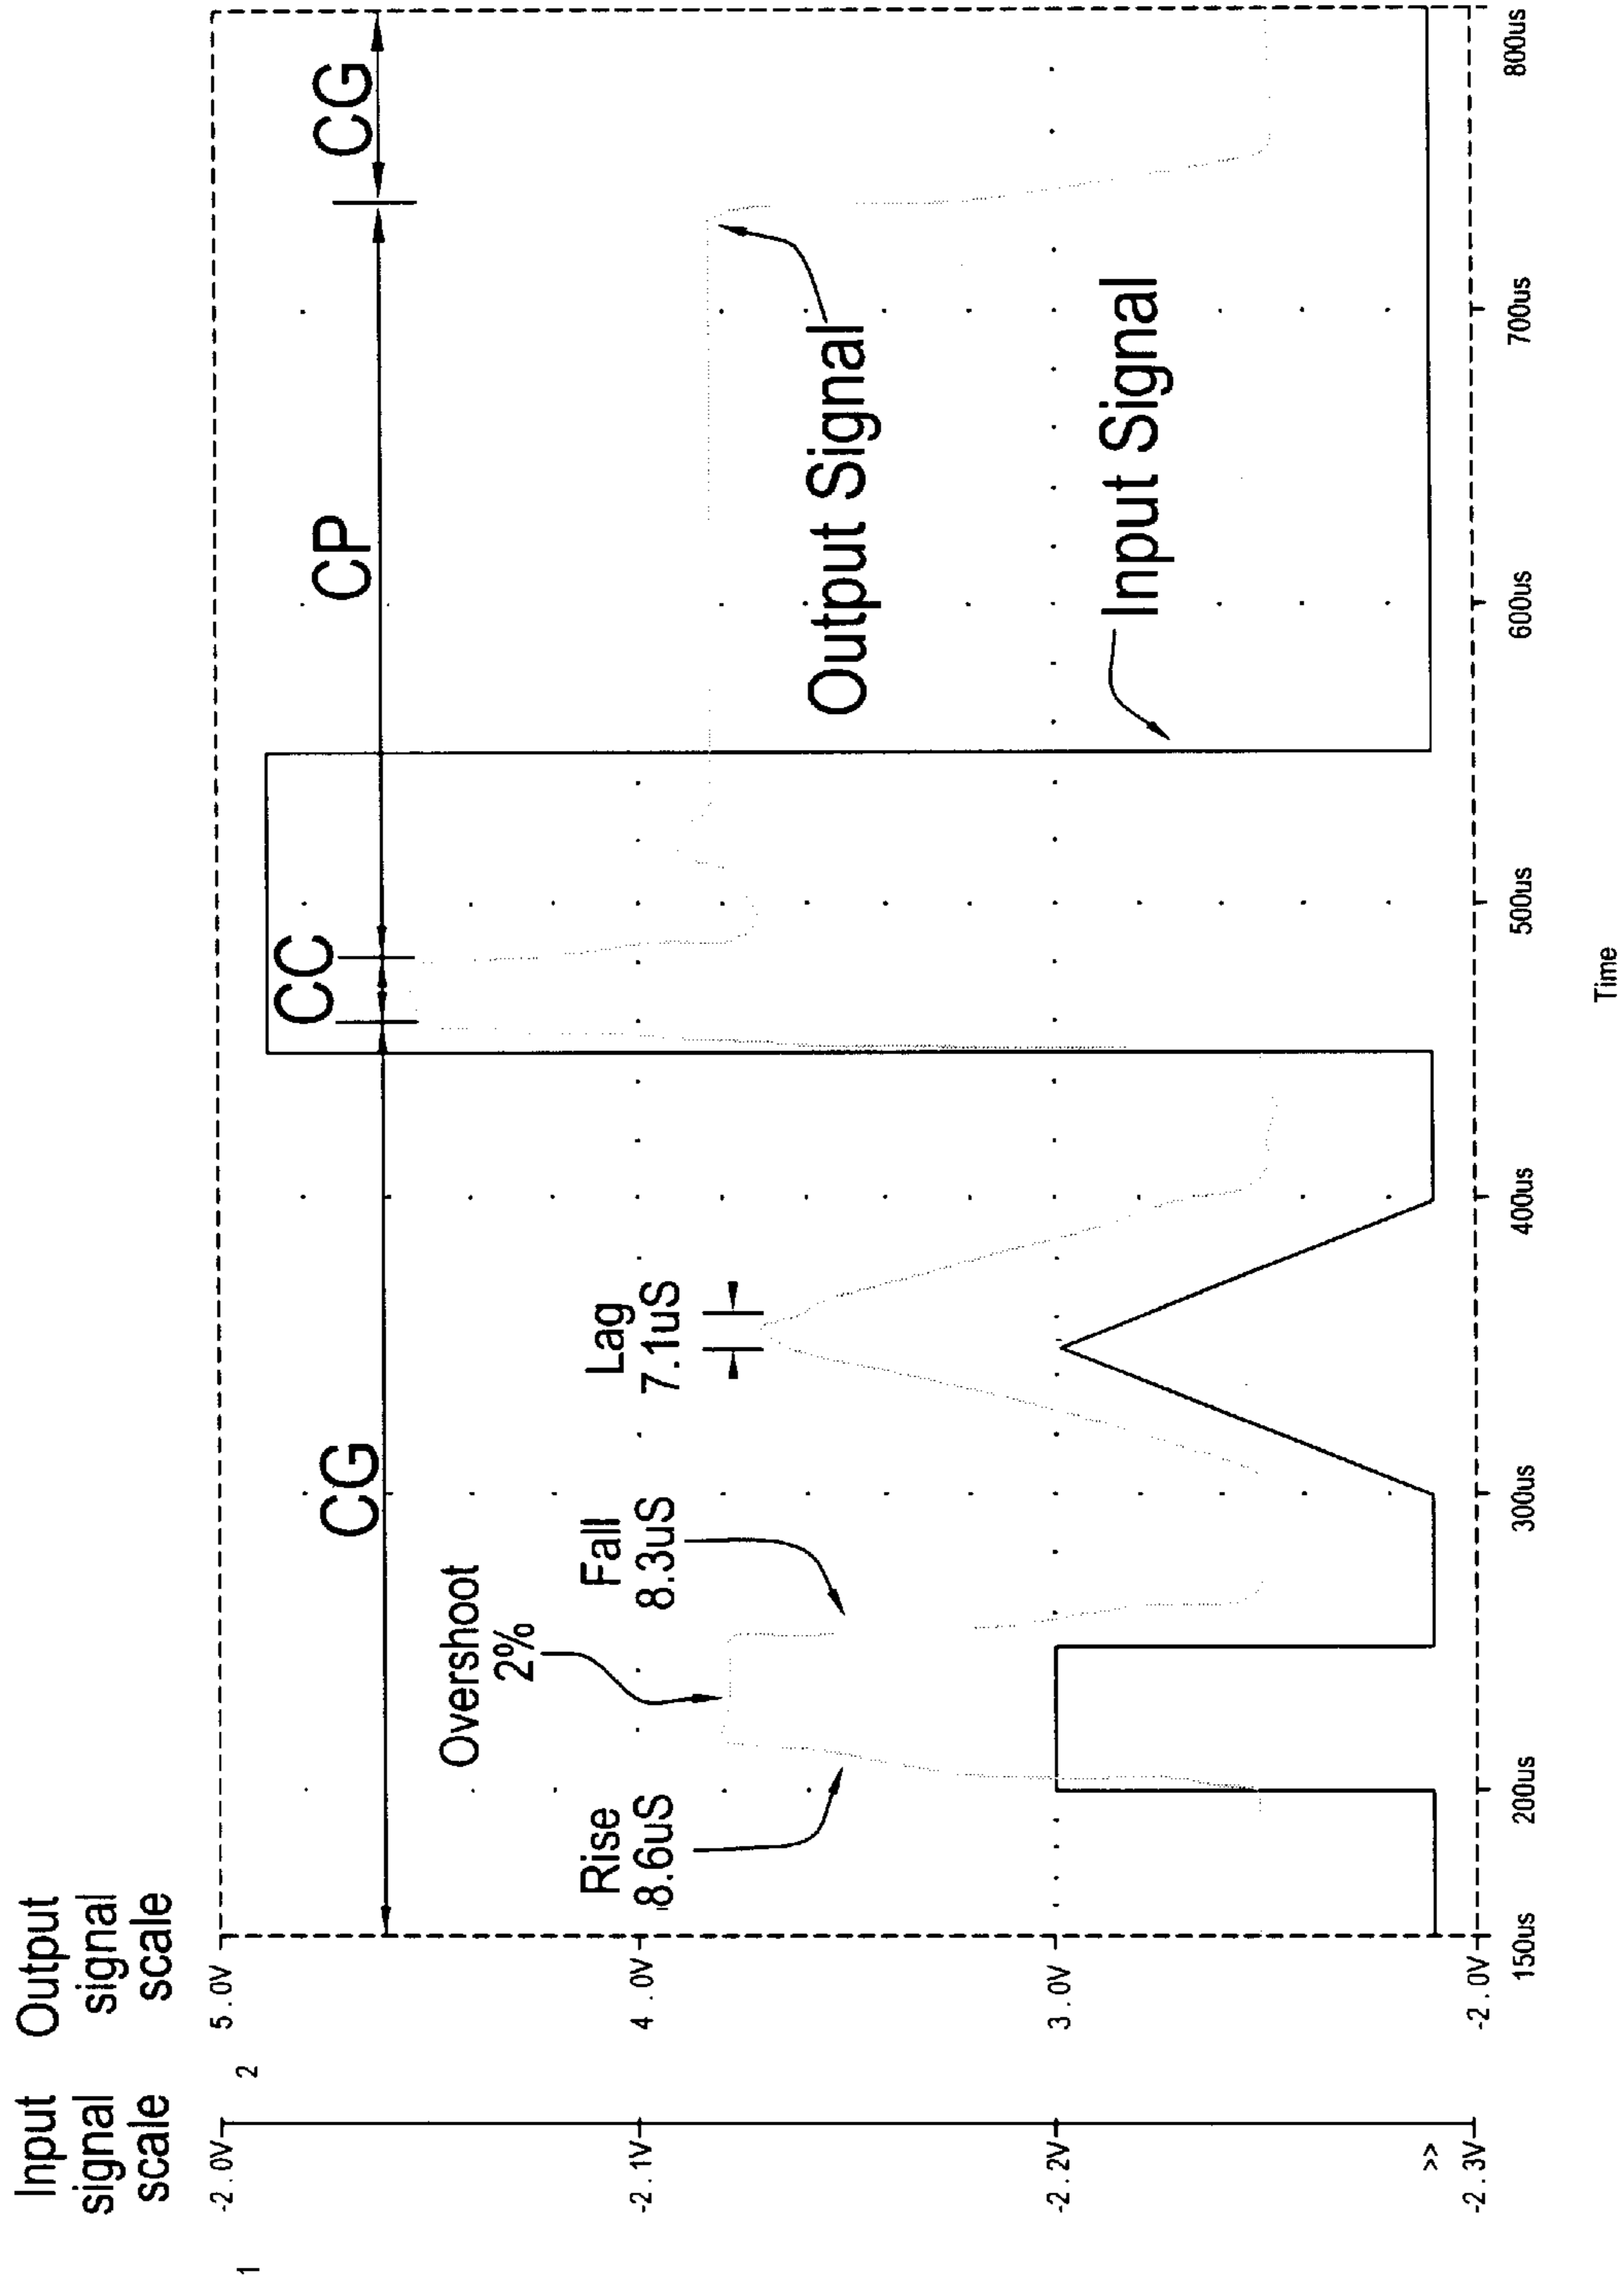 Input
signal
scale
Output
signal
scale
1
2
-2.0V
-2.1V
-2.2V
>>
-2.3V
5.0V
4.0V
3.0V
-2.0V
CG
CC
CP
CG
Overshoot
2%
Rise
8.6uS
Fall
8.3uS
Lag
7.1uS
Output Signal
Input Signal
150us
200us
300us
400us
500us
600us
700us
800us
Time